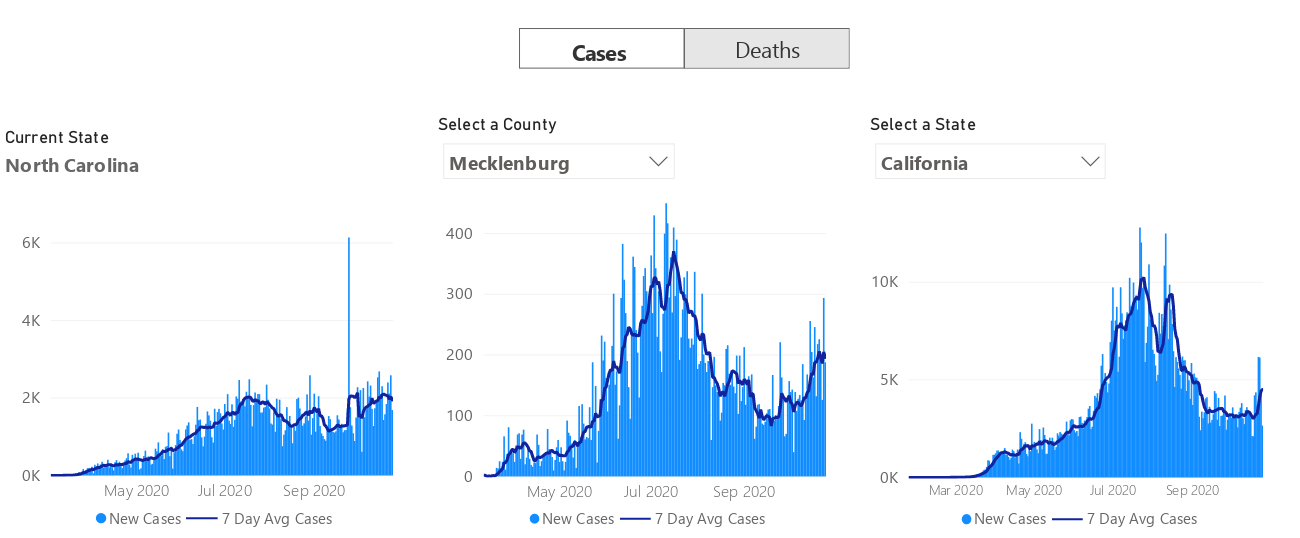 Cases
Deaths
Current State
North Carolina
6K
4K
2K
0K
May 2020
Jul 2020
Sep 2020
New Cases
7 Day Avg Cases
Select a County
Mecklenburg
400
300
200
100
0
May 2020
Jul 2020
Sep 2020
New Cases
7 Day Avg Cases
Select a State
California
10K
5K
0K
Mar 2020
May 2020
Jul 2020
Sep 2020
New Cases
7 Day Avg Cases